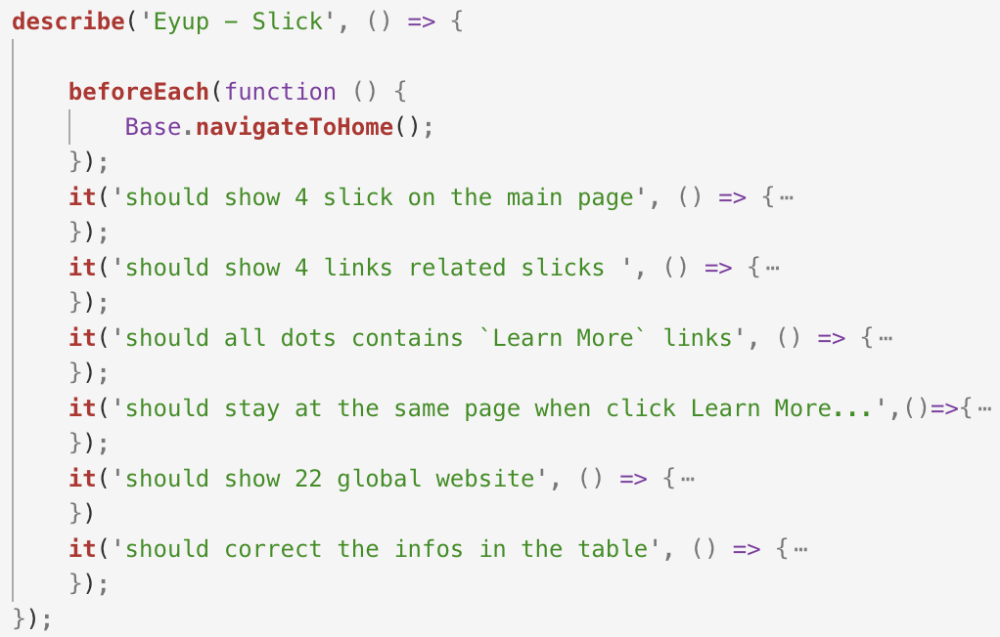 describe('Eyup – Slick', () => {
beforeEach(function () {
Base.navigateToHome();
});
it('should show 4 slick on the main page', () => {⋯
});
it('should show 4 links related slicks ', () => {⋯
});
it('should all dots contains `Learn More` links', () => {⋯
});
it('should stay at the same page when click Learn More...',()=>{⋯
});
it('should show 22 global website', () => {⋯
})
it('should correct the infos in the table', () => {⋯
});
});